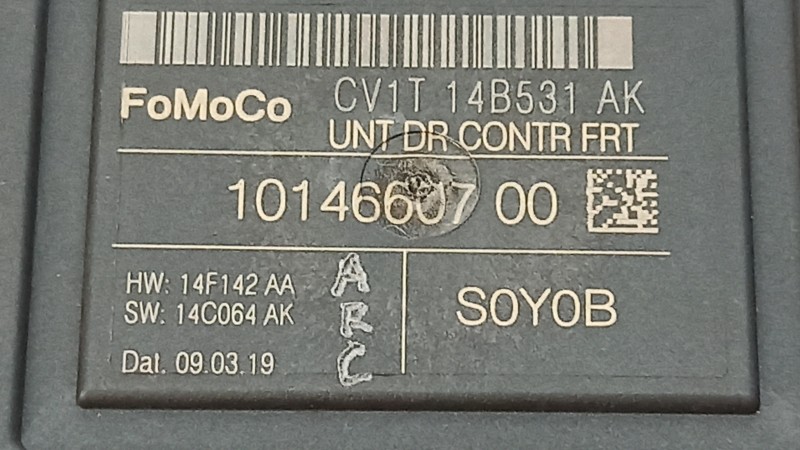 FoMoCo CV1T 14B531 AK
UNT DR CONTR FRT
10146607 00
HW: 14F142 AA
SW: 14C064 AK
Dat. 09.03.19
A
R
C
S0Y0B